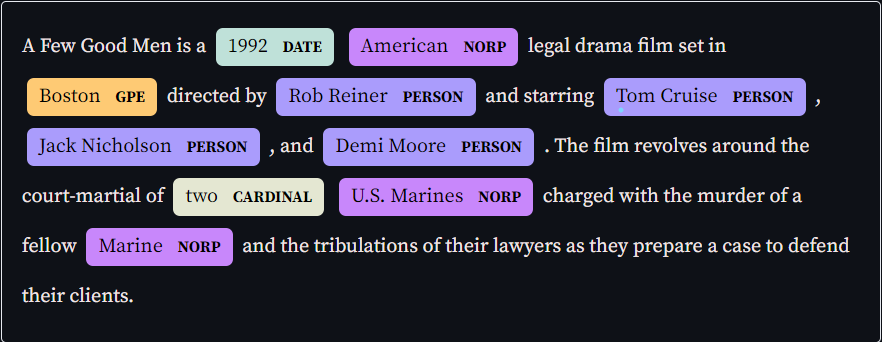 A Few Good Men is a 1992 DATE American NORP legal drama film set in
Boston GPE directed by Rob Reiner PERSON and starring Tom Cruise PERSON ,
Jack Nicholson PERSON , and Demi Moore PERSON . The film revolves around the
court-martial of two CARDINAL U.S. Marines NORP charged with the murder of a
fellow Marine NORP and the tribulations of their lawyers as they prepare a case to defend
their clients.